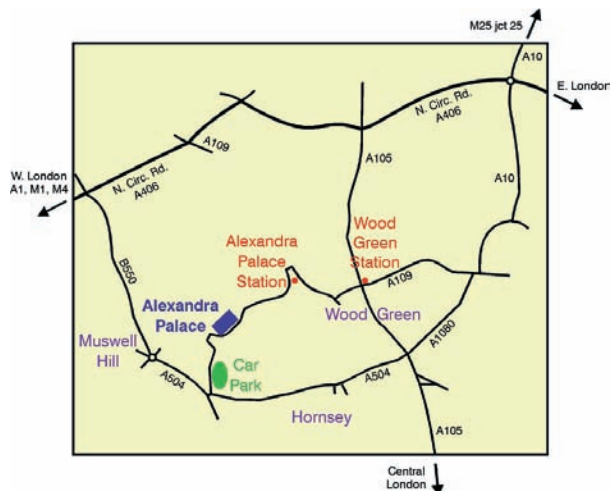 M25 jct 25
A10
E. London
N. Circ. Rd.
A406
A109
A105
W. London
A1, M1, M4
N. Circ. Rd.
A406
A10
Wood
Green
Station
Alexandra
Palace
Station
B550
A109
Alexandra
Palace
Wood Green
Muswell
Hill
A1080
Car
Park
A504
A504
Hornsey
A105
Central
London